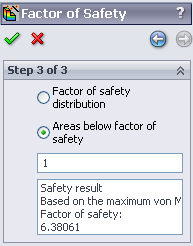 Factor of Safety ?
Step 3 of 3
Factor of safety
distribution
Areas below factor of
safety
1
Safety result
Based on the maximum von M
Factor of safety:
6.38061